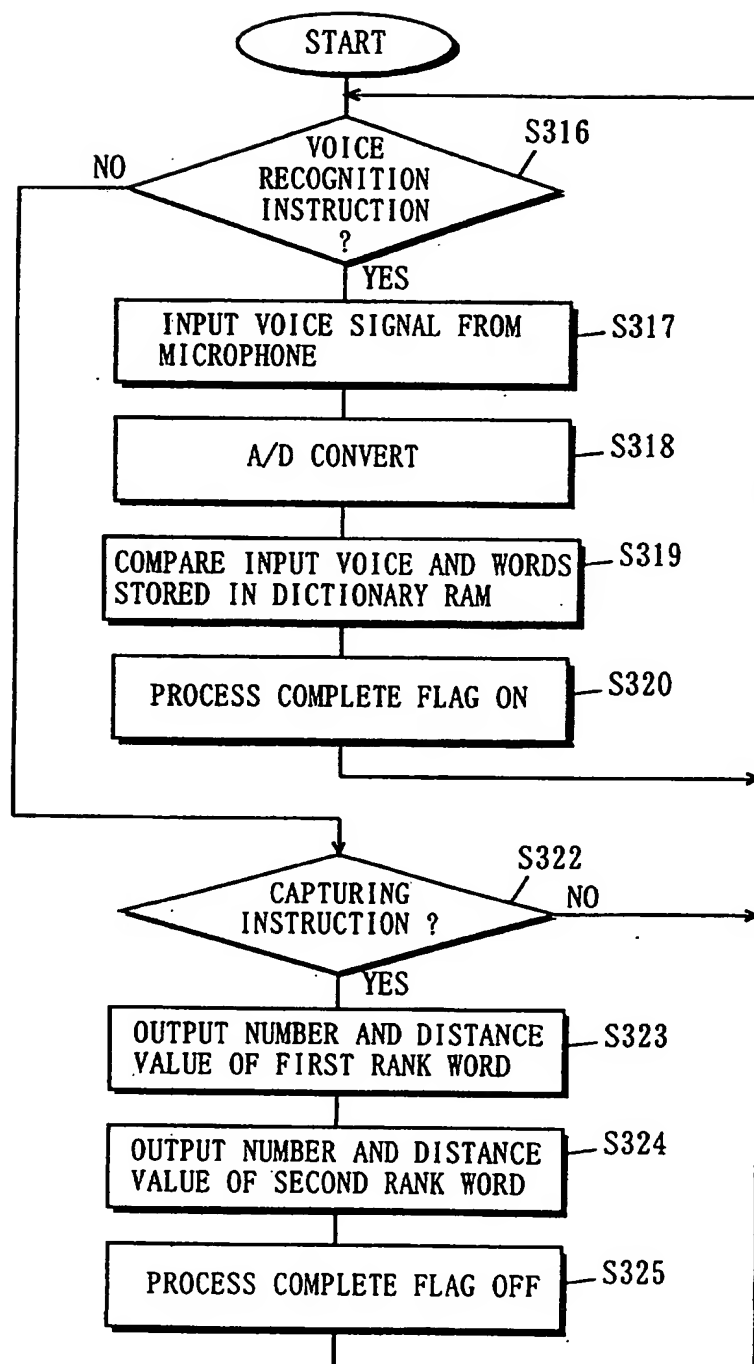 START
S316
NO
VOICE
RECOGNITION
INSTRUCTION
?
YES
INPUT VOICE SIGNAL FROM
MICROPHONE
S317
A/D CONVERT
S318
COMPARE INPUT VOICE AND WORDS
STORED IN DICTIONARY RAM
S319
PROCESS COMPLETE FLAG ON
S320
S322
CAPTURING
INSTRUCTION ?
NO
YES
OUTPUT NUMBER AND DISTANCE
VALUE OF FIRST RANK WORD
S323
OUTPUT NUMBER AND DISTANCE
VALUE OF SECOND RANK WORD
S324
PROCESS COMPLETE FLAG OFF
S325